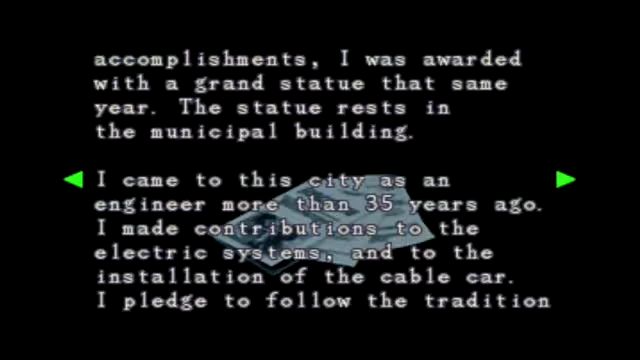 accomplishments, I was awarded
with a grand statue that same
year. The statue rests in
the municipal building.
I came to this city as an
engineer more than 35 years ago.
I made contributions to the
electric systems, and to the
installation of the cable car.
I pledge to follow the tradition